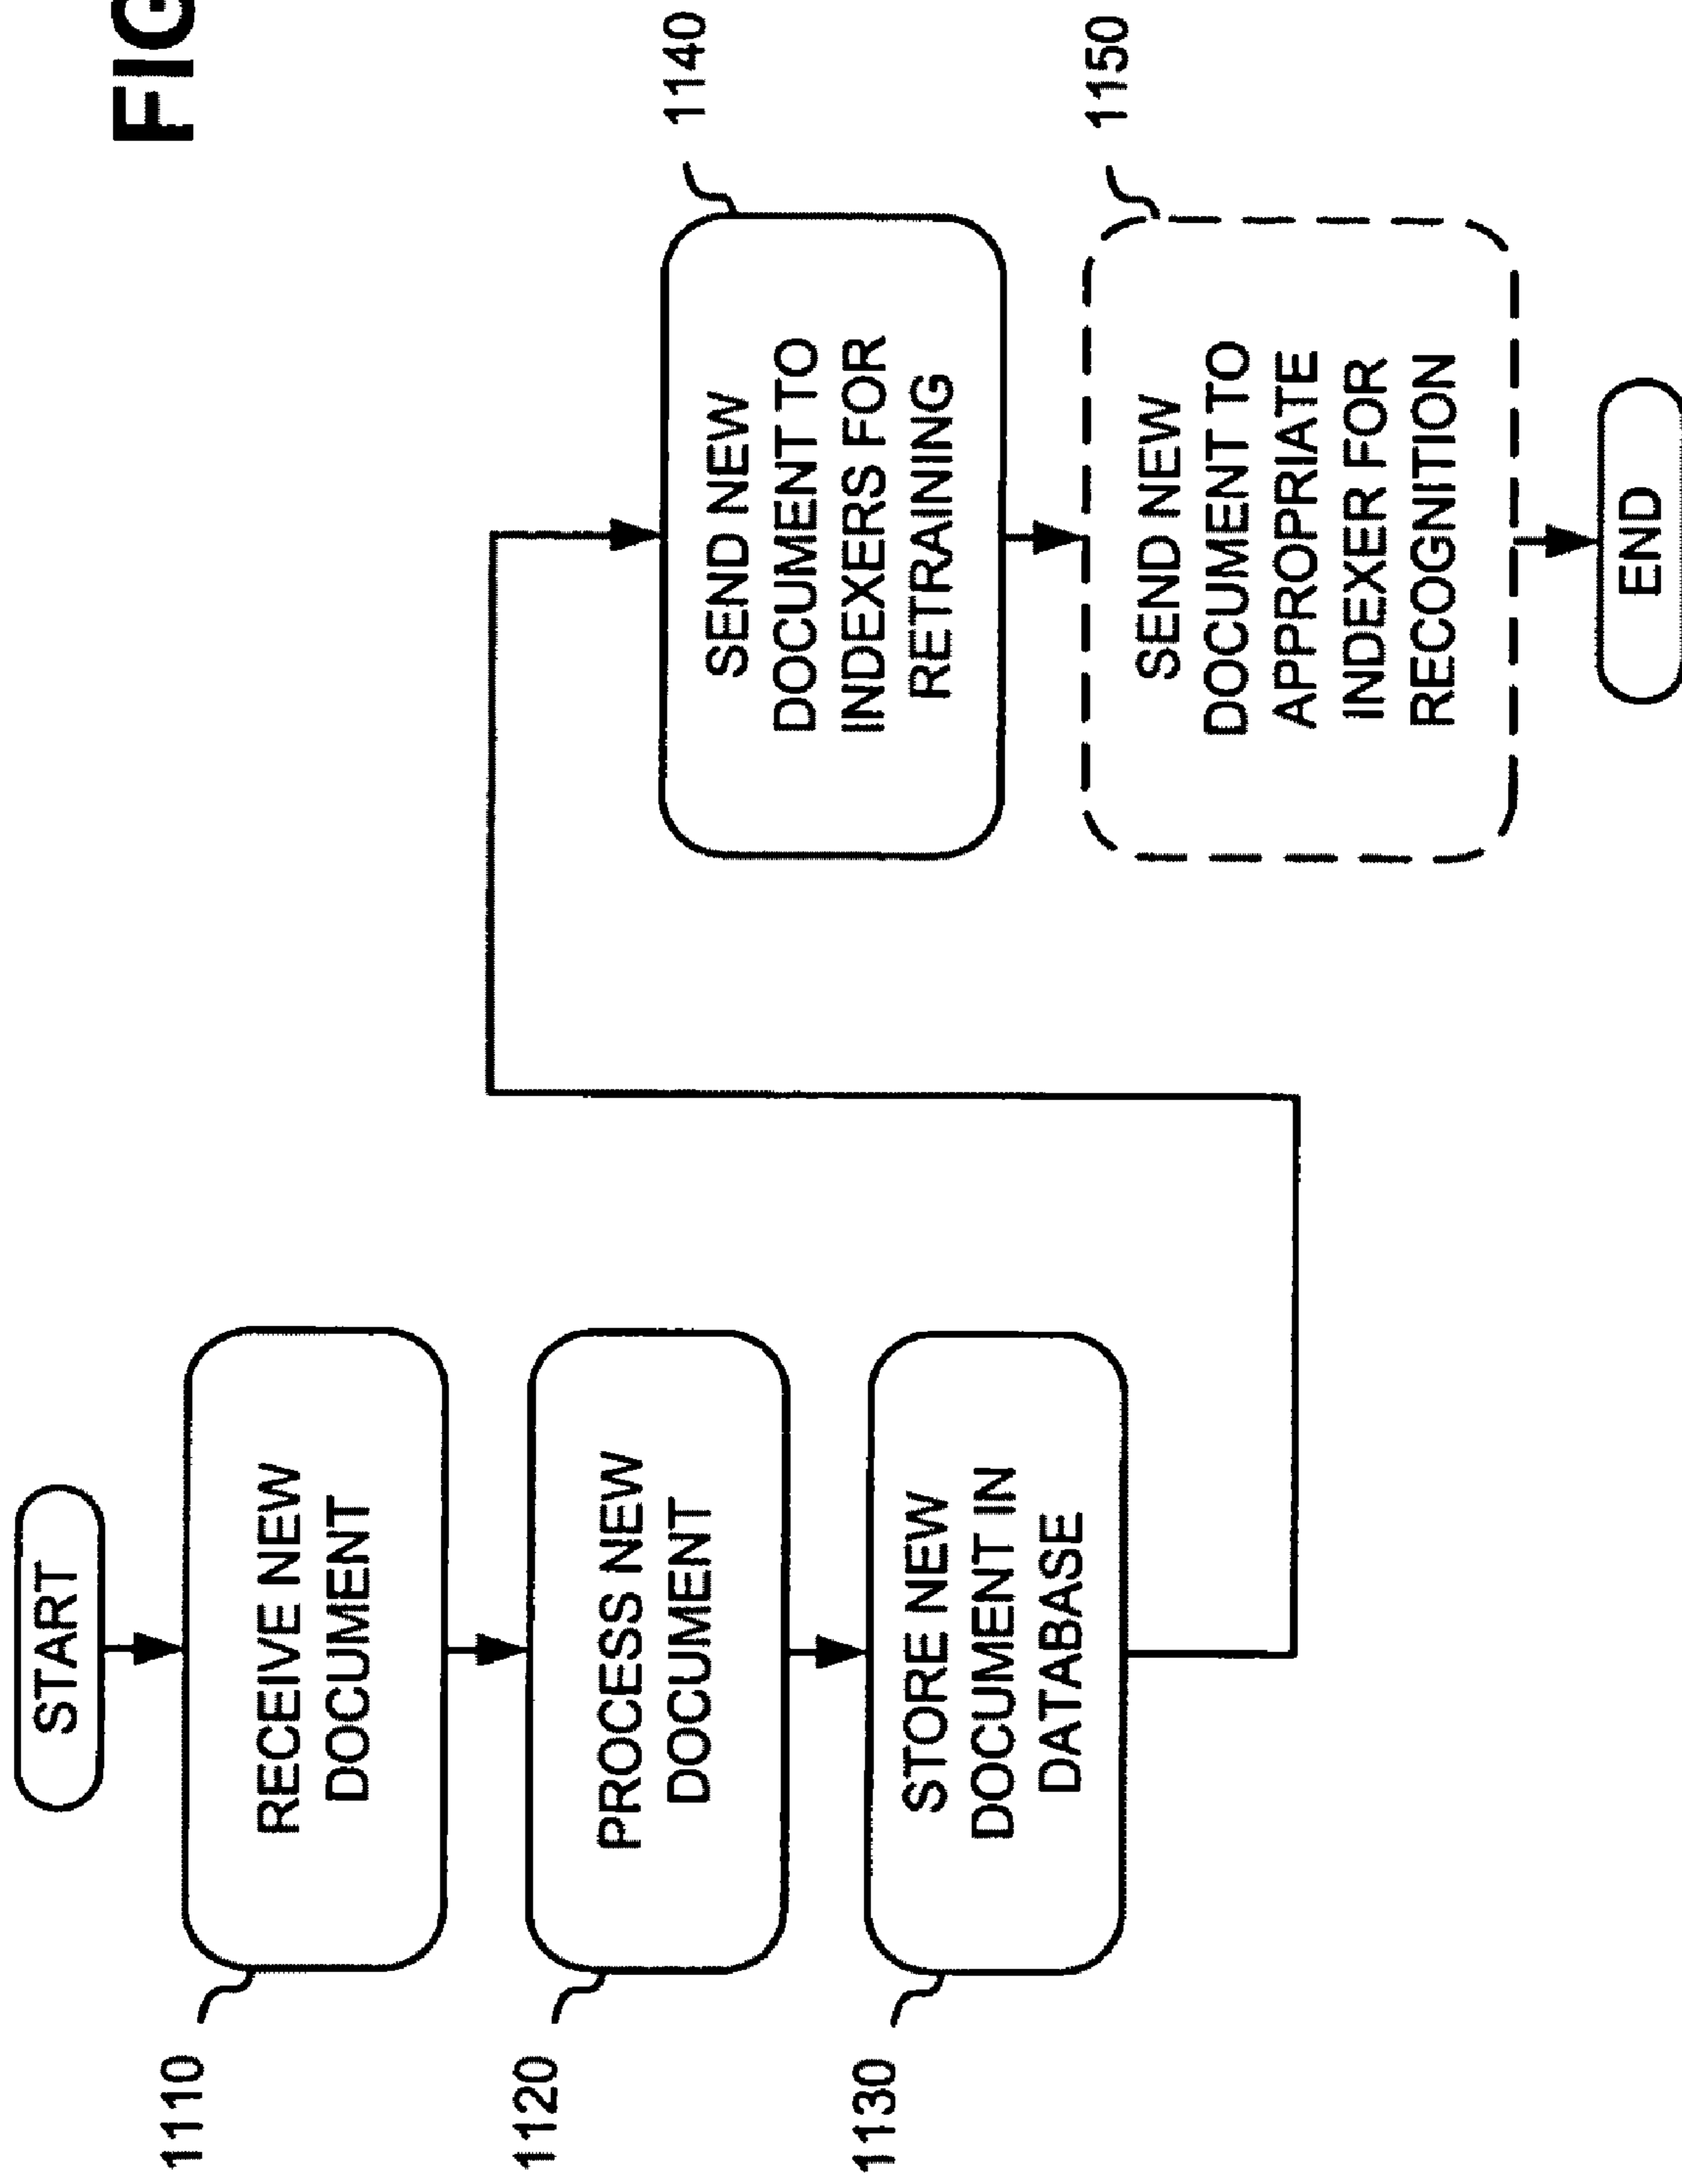 FIG
START
1110
RECEIVE NEW
DOCUMENT
1120
PROCESS NEW
DOCUMENT
1130
STORE NEW
DOCUMENT IN
DATABASE
1140
SEND NEW
DOCUMENT TO
INDEXERS FOR
RETRAINING
1150
SEND NEW
DOCUMENT TO
APPROPRIATE
INDEXER FOR
RECOGNITION
END